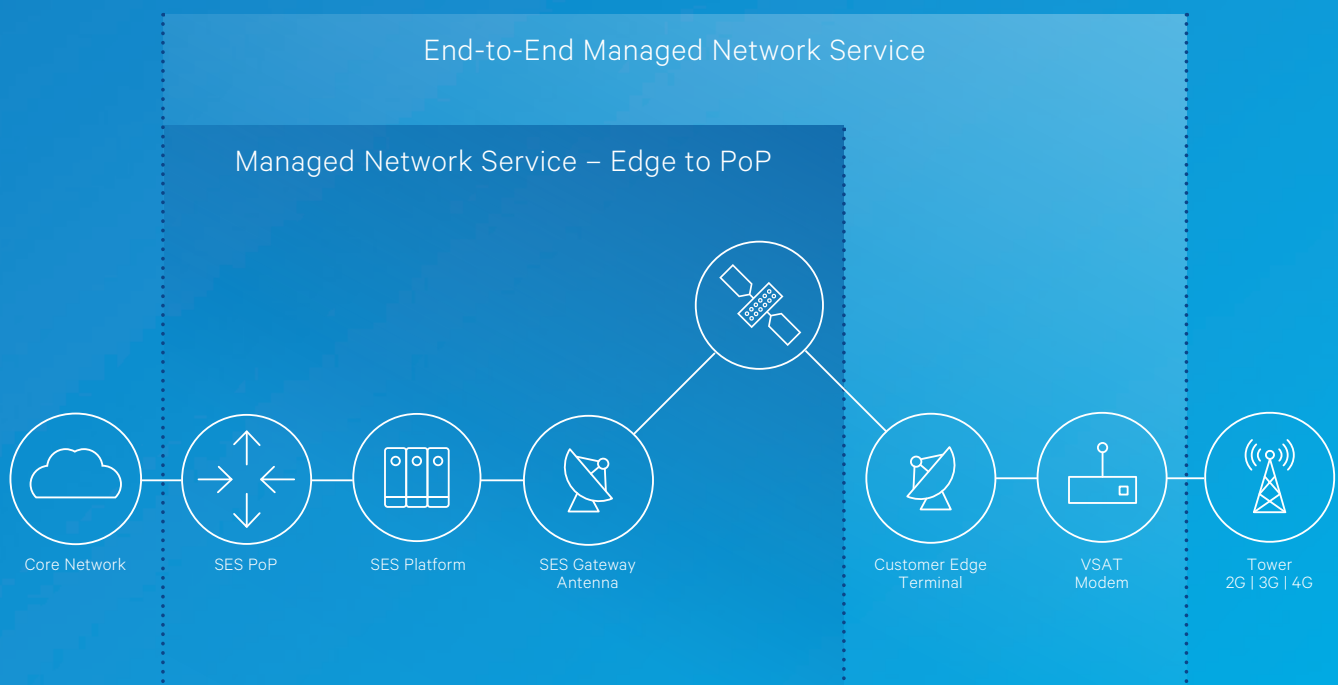 End-to-End Managed Network Service
Managed Network Service – Edge to PoP
Core Network
SES PoP
SES Platform
SES Gateway
Antenna
Customer Edge
Terminal
VSAT
Modem
Tower
2G | 3G | 4G